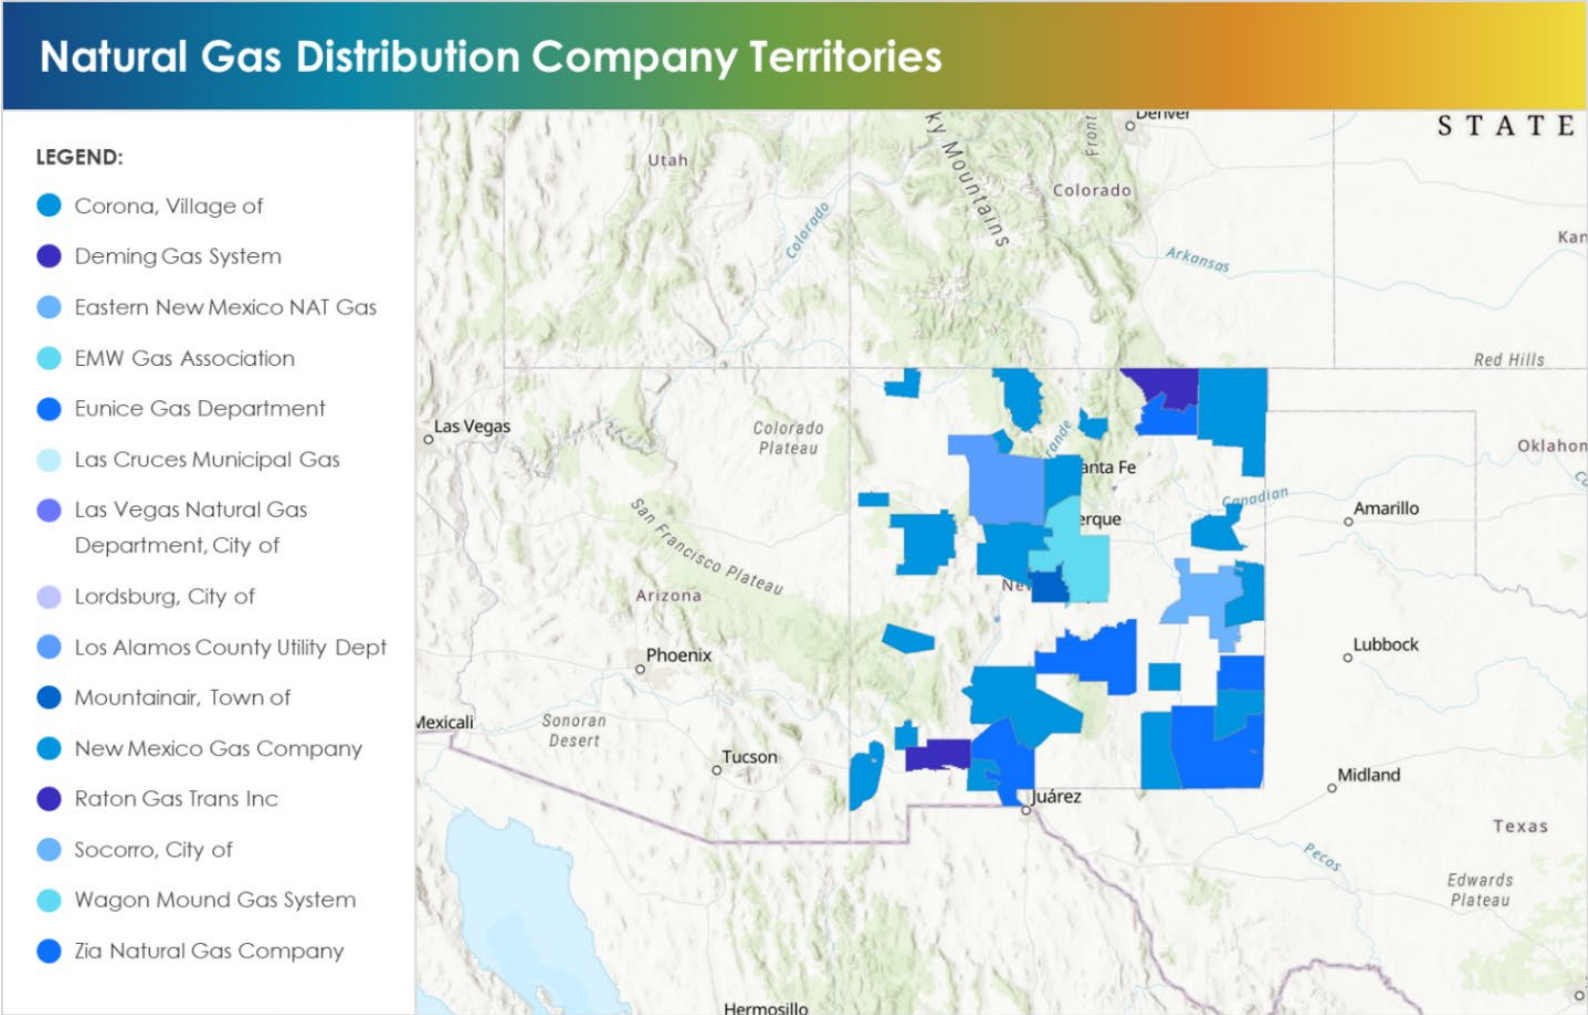 Natural Gas Distribution Company Territories
LEGEND:
Corona, Village of
Deming Gas System
Eastern New Mexico NAT Gas
EMW Gas Association
Eunice Gas Department
Las Cruces Municipal Gas
Las Vegas Natural Gas
Department, City of
Lordsburg, City of
Los Alamos County Utility Dept
Mountainair, Town of
New Mexico Gas Company
Raton Gas Trans Inc
Socorro, City of
Wagon Mound Gas System
Zia Natural Gas Company
Denver
STATE
Front
ky Mountains
Utah
Colorado
Colorado
Arkansas
Kan
Red Hills
Las Vegas
Colorado
Plateau
rande
Oklahom
anta Fe
Canadian
Amarillo
erque
San Francisco Plateau
Arizona
Ne
Lubbock
Phoenix
Mexicali
Sonoran
Desert
Tucson
Midland
Juárez
Texas
Pecos
Edwards
Plateau
Hermosillo